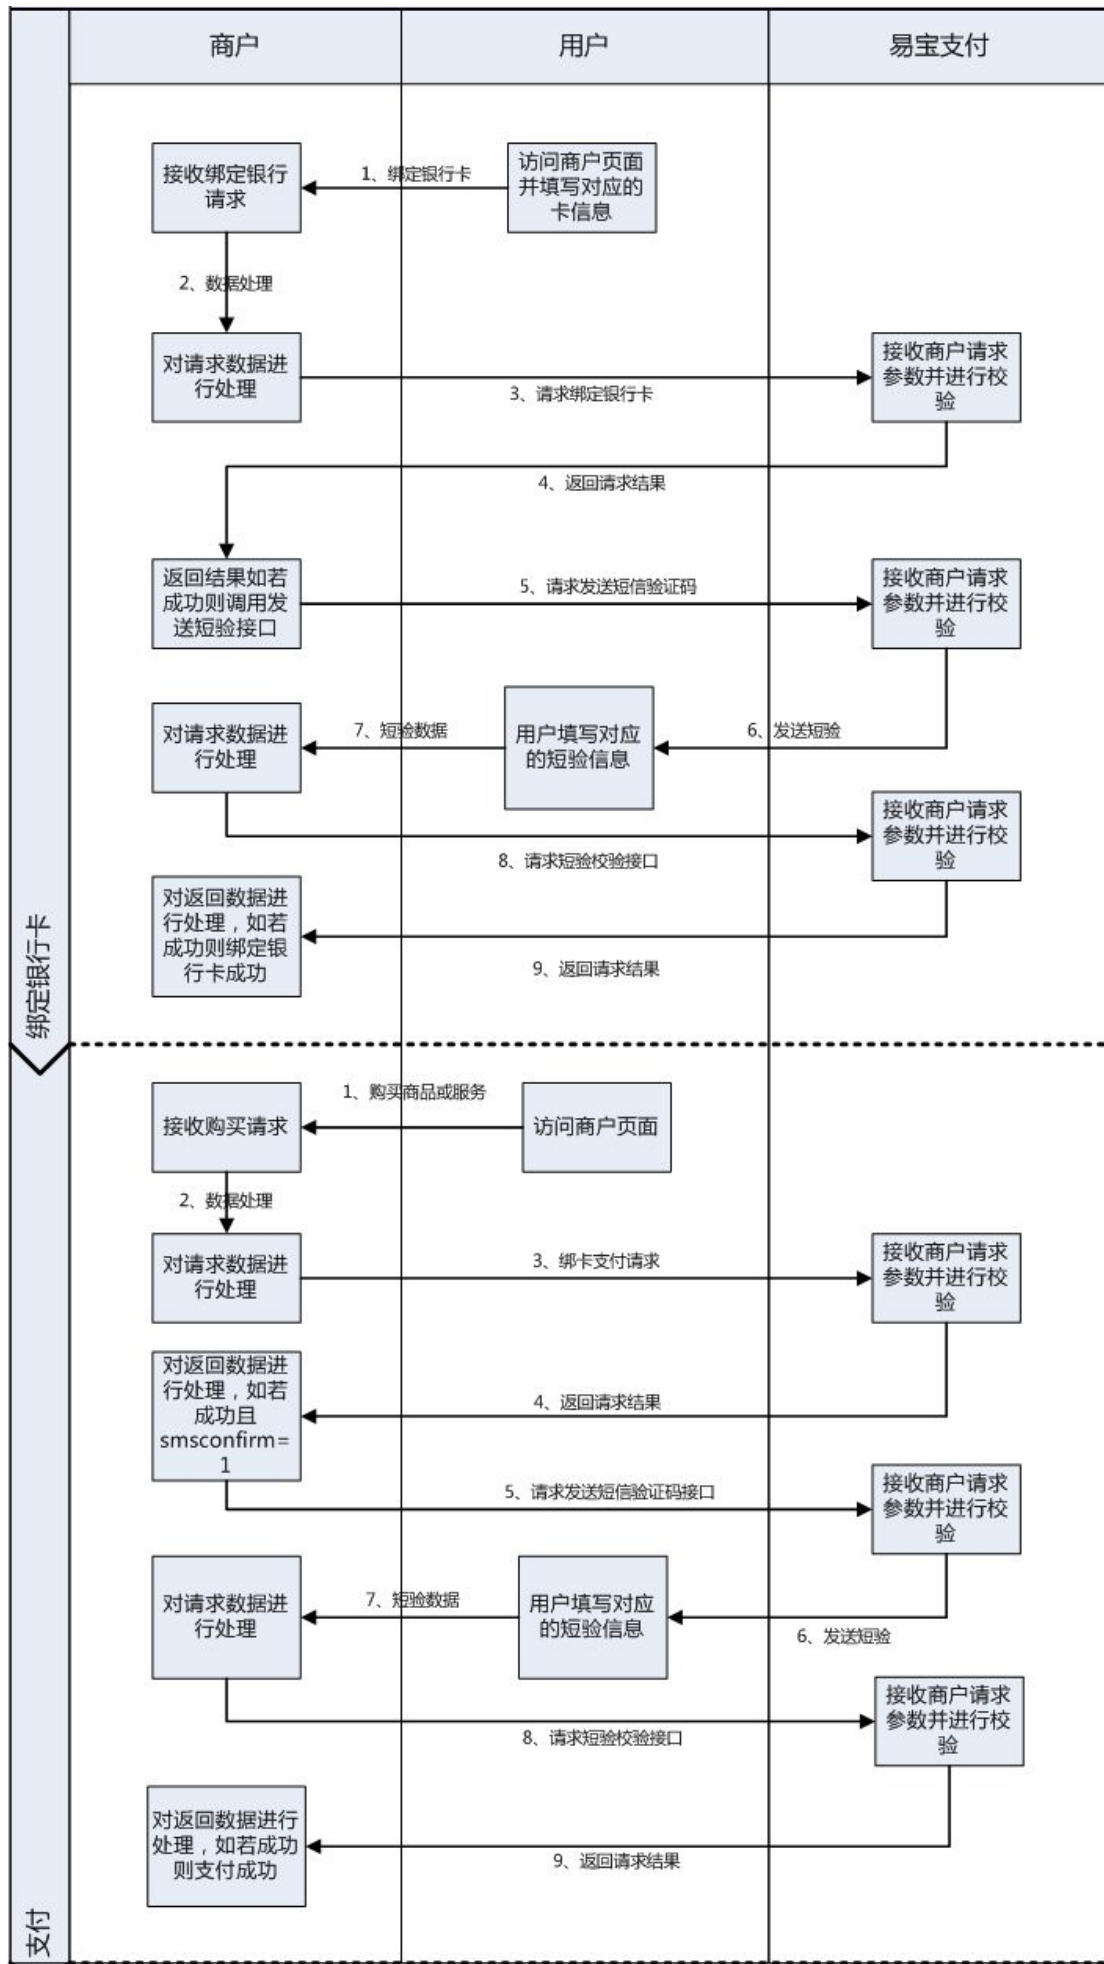 商户
用户
易宝支付
绑定银行卡
接收绑定银行
请求
1、绑定银行卡
访问商户页面
并填写对应的
卡信息
2、数据处理
对请求数据进
行处理
3、请求绑定银行卡
接收商户请求
参数并进行校
验
4、返回请求结果
返回结果如若
成功则调用发
送短验接口
5、请求发送短信验证码
接收商户请求
参数并进行校
验
对请求数据进
行处理
7、短验数据
用户填写对应
的短验信息
6、发送短验
接收商户请求
参数并进行校
验
8、请求短验校验接口
对返回数据进
行处理，如若
成功则绑定银
行卡成功
9、返回请求结果
支付
接收购买请求
1、购买商品或服务
访问商户页面
2、数据处理
对请求数据进
行处理
3、绑卡支付请求
接收商户请求
参数并进行校
验
对返回数据进
行处理，如若
成功且
smsconfirm=
1
4、返回请求结果
5、请求发送短信验证码接口
接收商户请求
参数并进行校
验
对请求数据进
行处理
7、短验数据
用户填写对应
的短验信息
6、发送短验
接收商户请求
参数并进行校
验
8、请求短验校验接口
对返回数据进行
处理，如若成功
则支付成功
9、返回请求结果